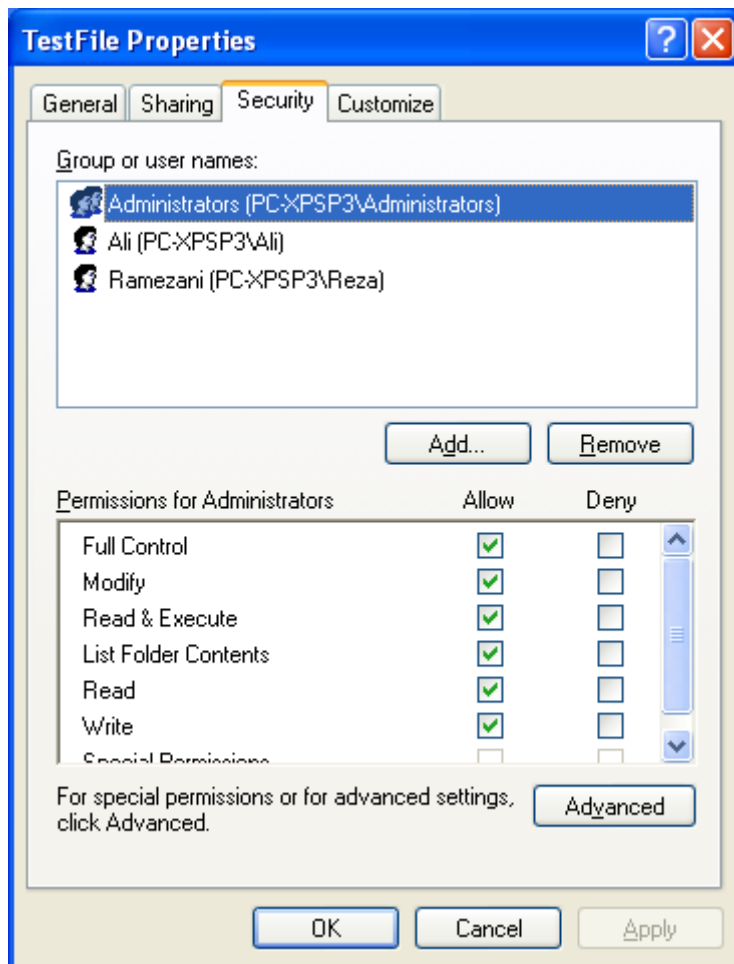 TestFile Properties
General Sharing Security Customize
Group or user names:
Administrators (PC-XPSP3\Administrators)
Ali (PC-XPSP3\Ali)
Ramezani (PC-XPSP3\Reza)
Add... Remove
Permissions for Administrators Allow Deny
Full Control
Modify
Read & Execute
List Folder Contents
Read
Write
Special Permissions
For special permissions or for advanced settings,
click Advanced.
Advanced
OK Cancel Apply